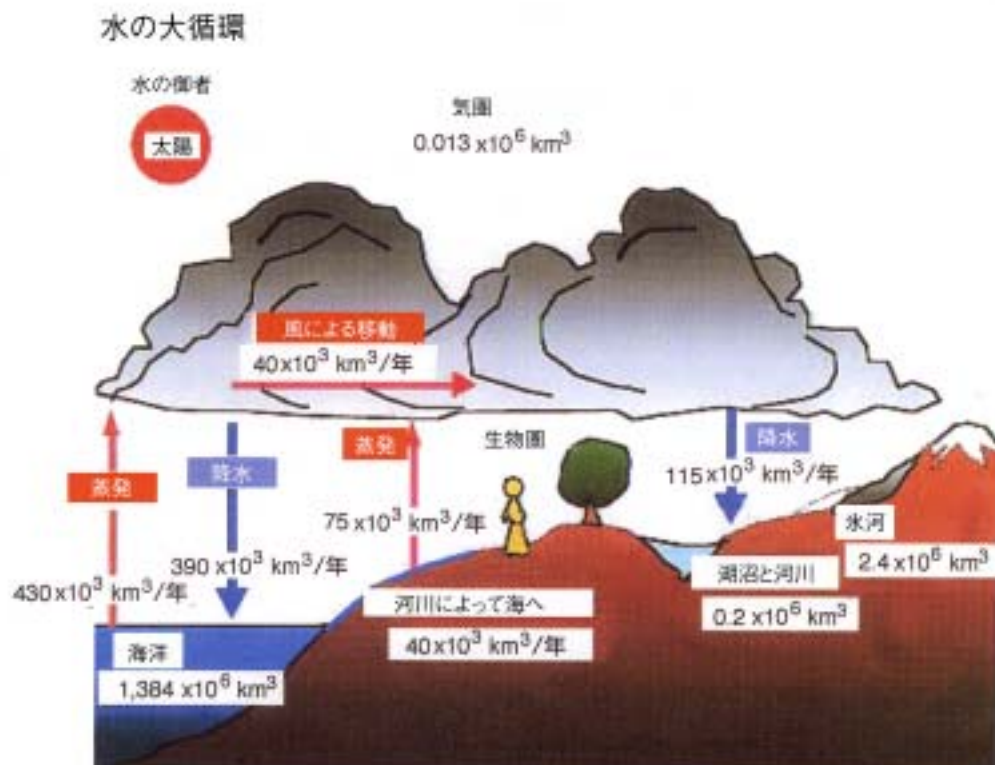 水の大循環
水の御者
太陽
気圏
0.013 x10⁶ km³
風による移動
40x10³ km³/年
蒸発
降水
蒸発
生物圏
降水
115x10³ km³/年
75x10³ km³/年
390x10³ km³/年
430x10³ km³/年
氷河
2.4x10⁶ km³
湖沼と河川
0.2 x10⁶ km³
河川によって海へ
40x10³ km³/年
海洋
1,384 x10⁶ km³